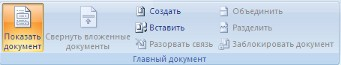 Показать
документ
Свернуть вложенные
документы
Создать
Вставить
Разорвать связь
Объединить
Разделить
Заблокировать документ
Главный документ